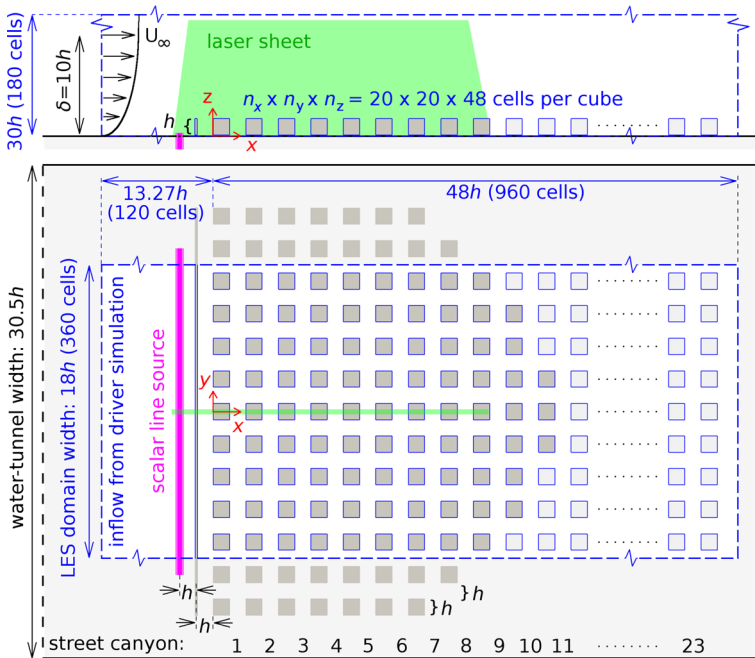 30h (180 cells)
δ=10h
U∞
laser sheet
nx x ny x nz = 20 x 20 x 48 cells per cube
h {
z
x
13.27h
(120 cells)
48h (960 cells)
water-tunnel width: 30.5h
LES domain width: 18h (360 cells)
inflow from driver simulation
scalar line source
y
x
h
h
}h
}h
street canyon: 1 2 3 4 5 6 7 8 9 10 11 ········ 23